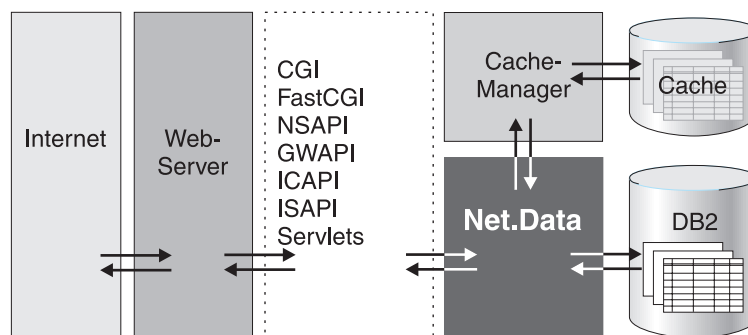 Internet
Web-
Server
CGI
FastCGI
NSAPI
GWAPI
ICAPI
ISAPI
Servlets
Cache-
Manager
Cache
Net.Data
DB2